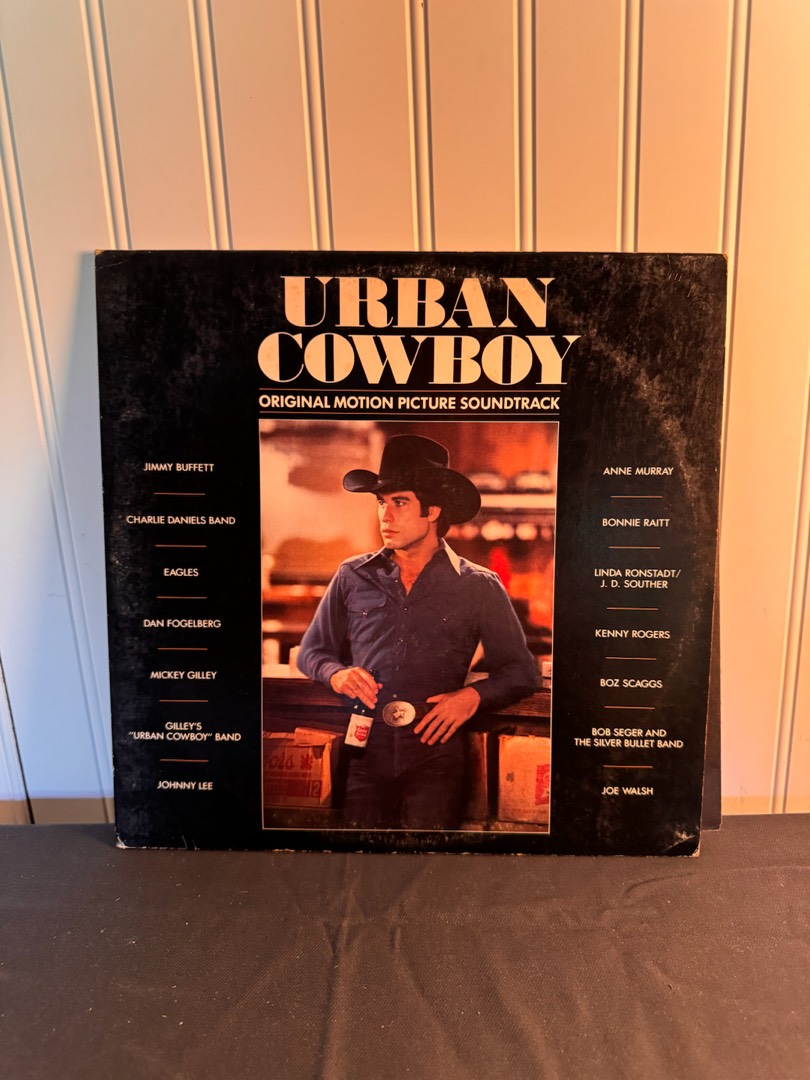 URBAN
COWBOY
ORIGINAL MOTION PICTURE SOUNDTRACK
JIMMY BUFFETT
CHARLIE DANIELS BAND
EAGLES
DAN FOGELBERG
MICKEY GILLEY
GILLEY'S
"URBAN COWBOY" BAND
JOHNNY LEE
ANNE MURRAY
BONNIE RAITT
LINDA RONSTADT/
J. D. SOUTHER
KENNY ROGERS
BOZ SCAGGS
BOB SEGER AND
THE SILVER BULLET BAND
JOE WALSH